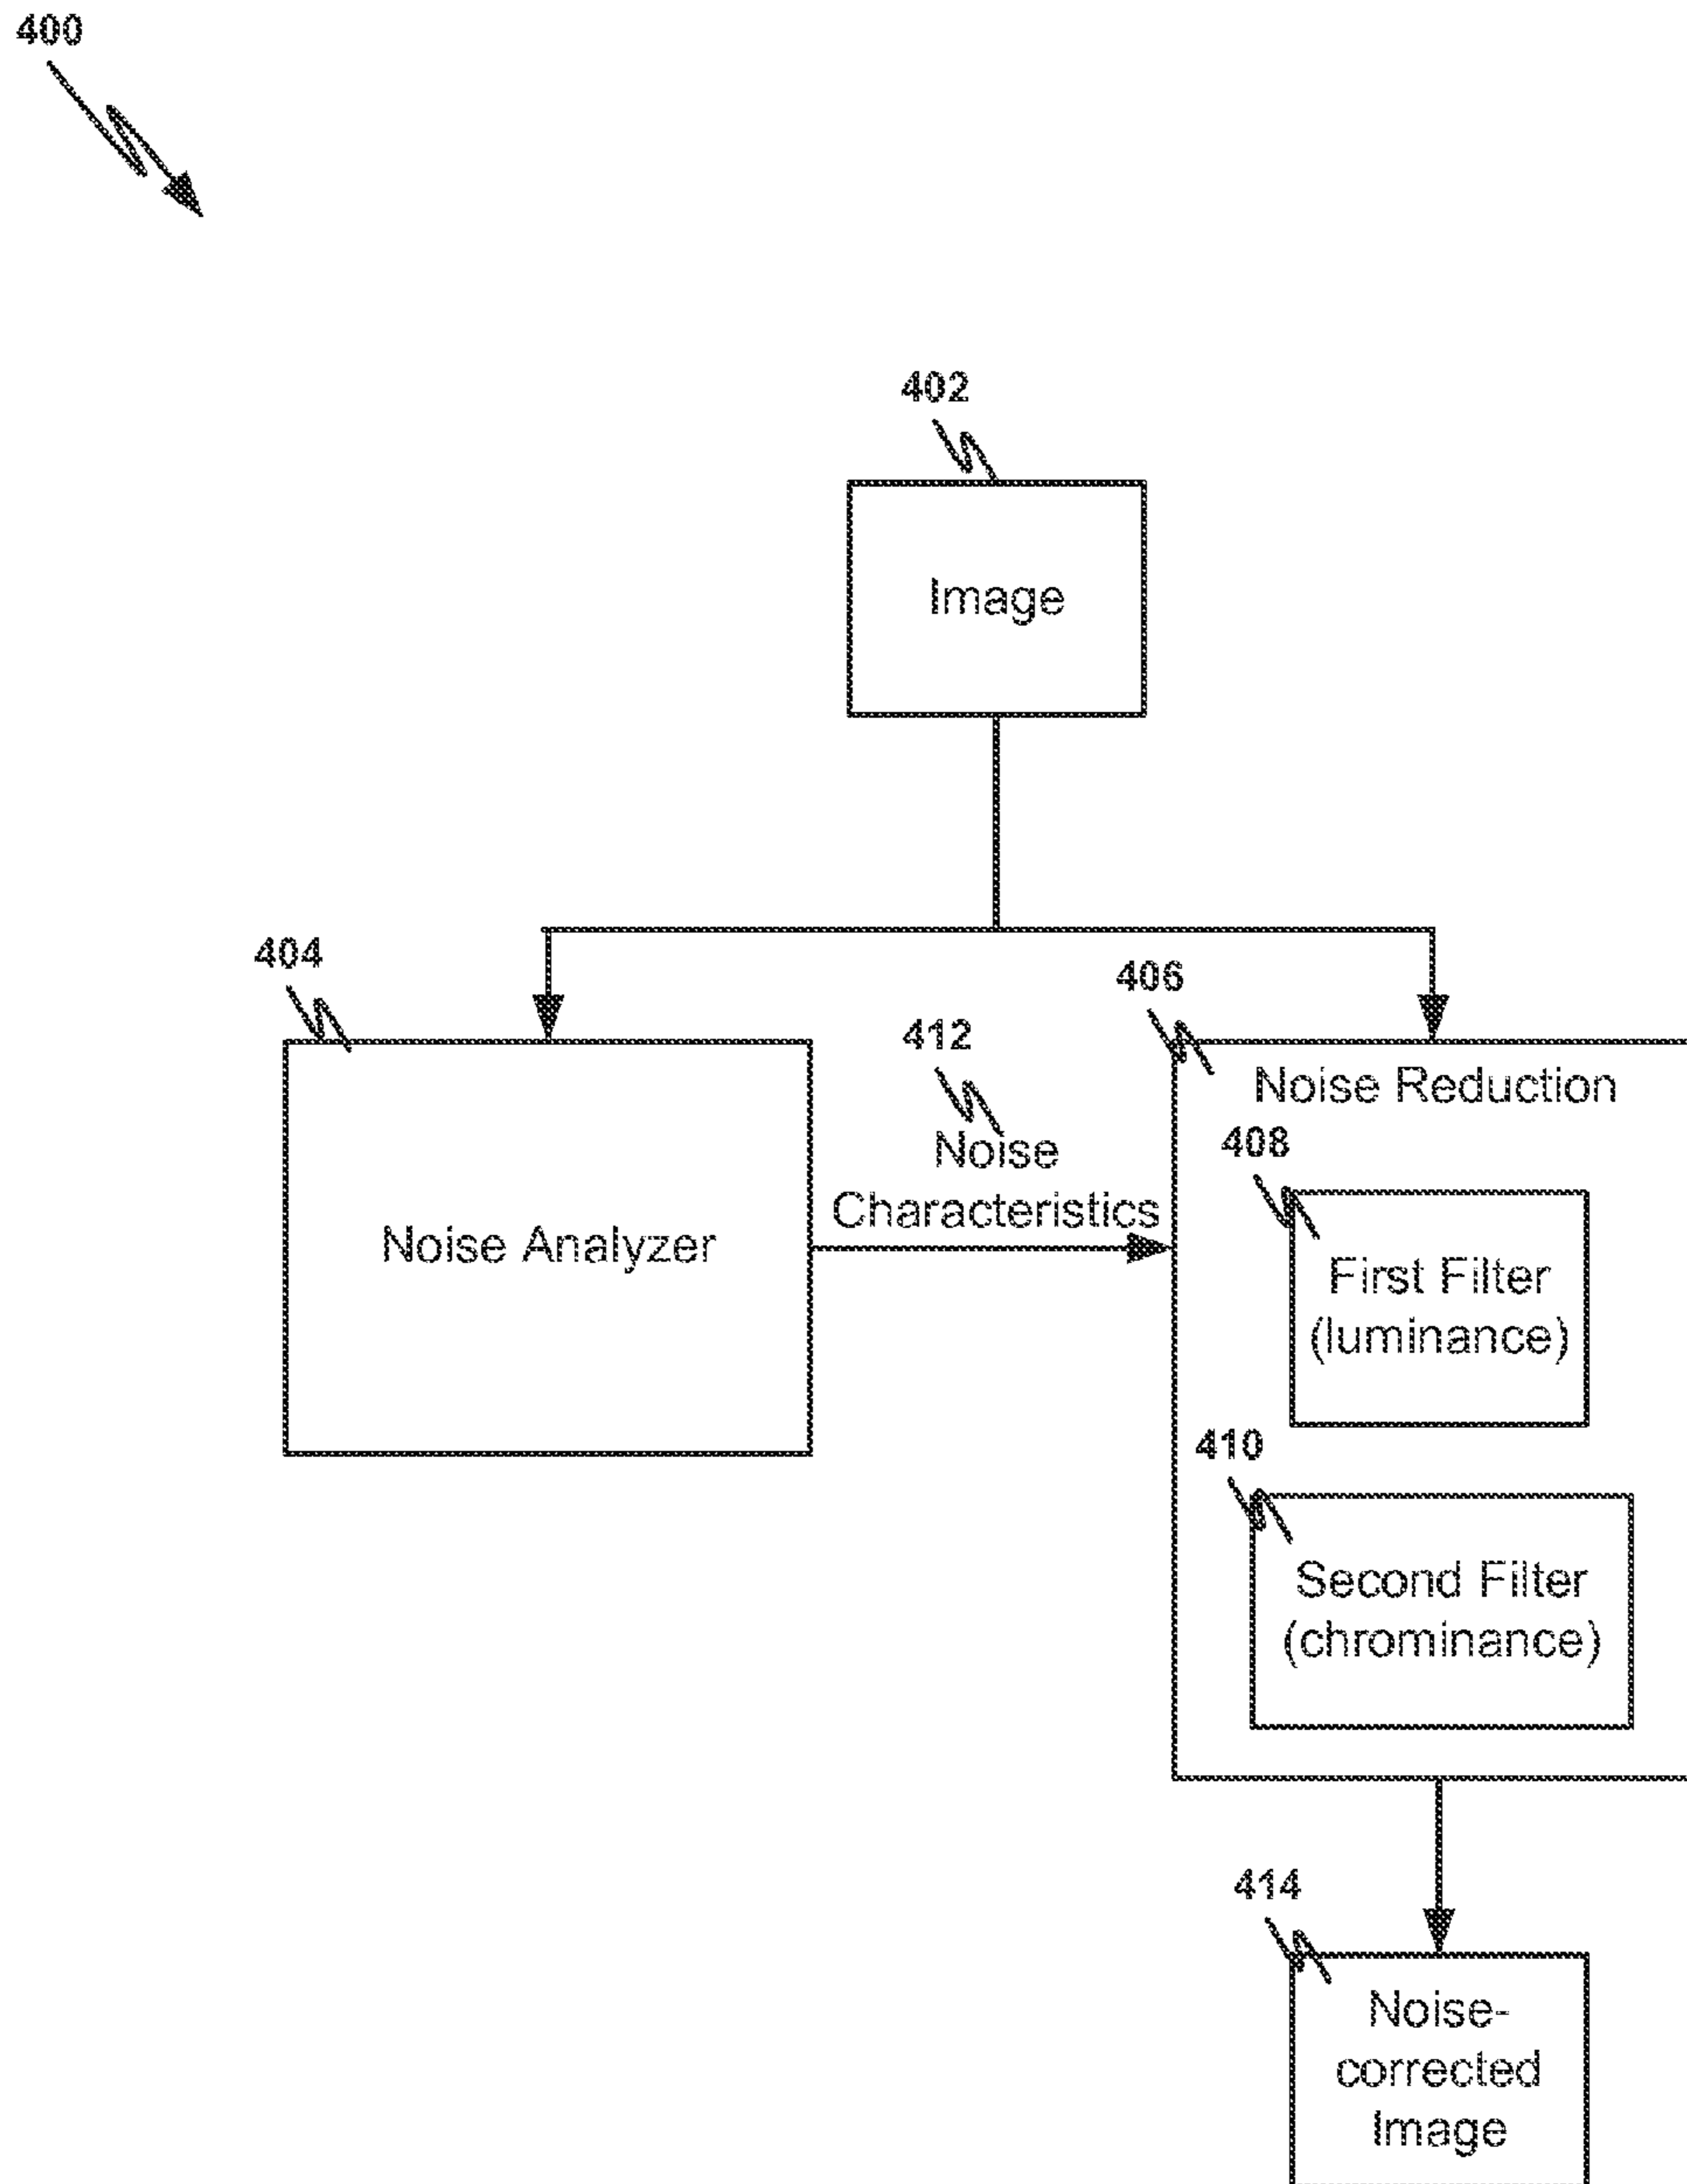 400
402
Image
404
406
412
Noise Reduction
Noise
Characteristics
408
Noise Analyzer
First Filter
(luminance)
410
Second Filter
(chrominance)
414
Noise-
corrected
Image